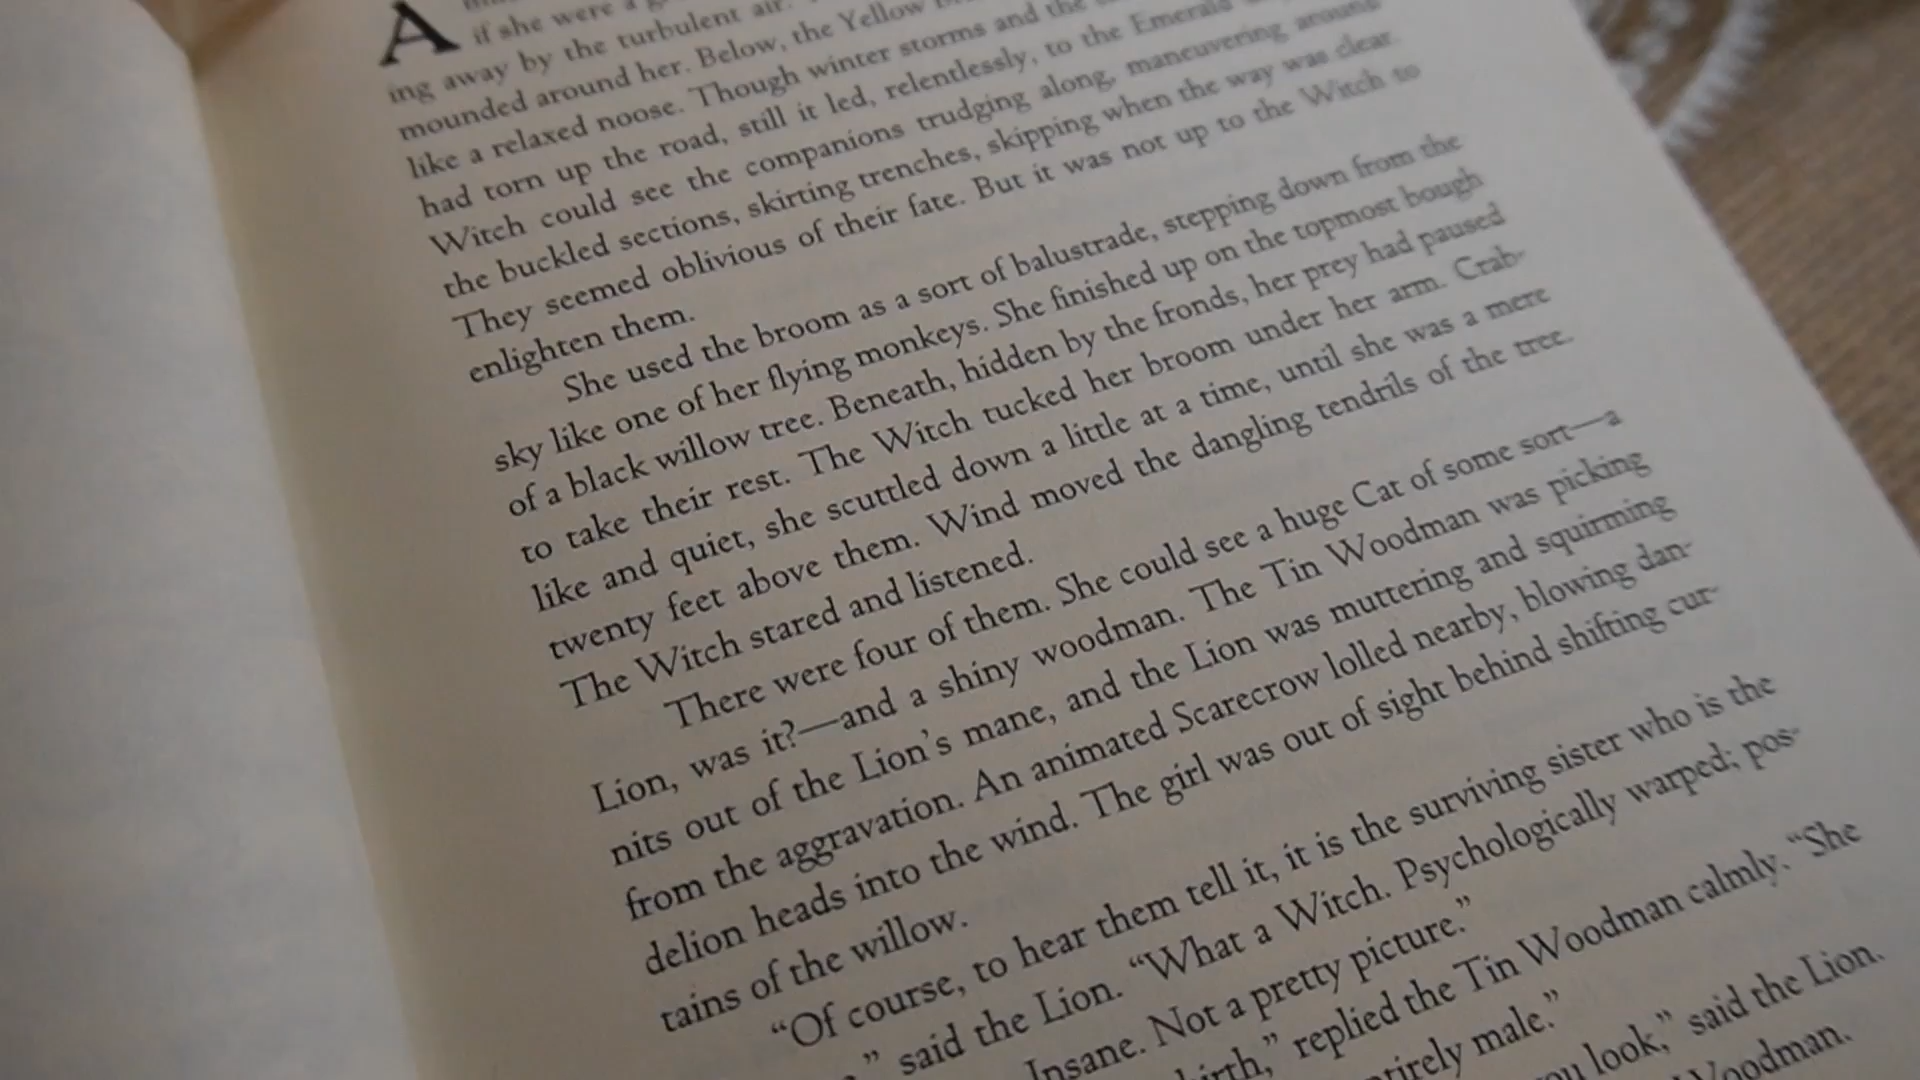 A
if she were a
ing away by the turbulent air.
mounded around her. Below, the Yellow
like a relaxed noose. Though winter storms and the
had torn up the road, still it led, relentlessly, to the Emerald
Witch could see the companions trudging along, maneuvering around
the buckled sections, skirting trenches, skipping when the way was clear.
They seemed oblivious of their fate. But it was not up to the Witch to
enlighten them.
She used the broom as a sort of balustrade, stepping down from the
sky like one of her flying monkeys. She finished up on the topmost bough
of a black willow tree. Beneath, hidden by the fronds, her prey had paused
to take their rest. The Witch tucked her broom under her arm. Crab-
like and quiet, she scuttled down a little at a time, until she was a mere
twenty feet above them. Wind moved the dangling tendrils of the tree.
The Witch stared and listened.
There were four of them. She could see a huge Cat of some sort—a
Lion, was it?—and a shiny woodman. The Tin Woodman was picking
nits out of the Lion's mane, and the Lion was muttering and squirming
from the aggravation. An animated Scarecrow lolled nearby, blowing dan-
delion heads into the wind. The girl was out of sight behind shifting cur-
tains of the willow.
“Of course, to hear them tell it, it is the surviving sister who is the
” said the Lion. “What a Witch. Psychologically warped; pos-
Insane. Not a pretty picture.”
replied the Tin Woodman calmly. “She
male.”
look,” said the Lion.
Woodman.